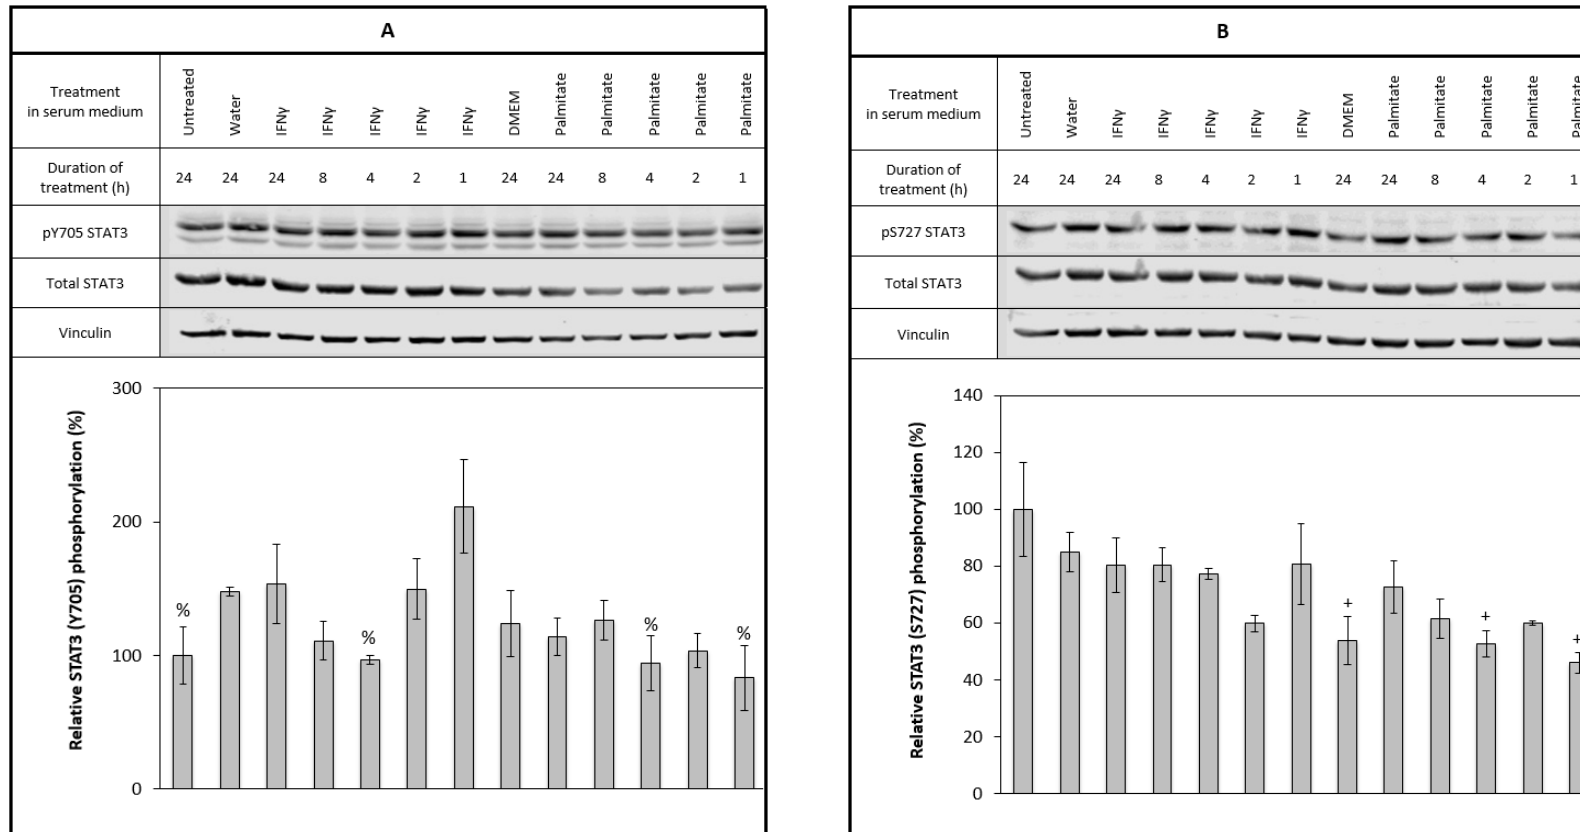 A
Treatment
in serum medium
Untreated
Water
IFNγ
IFNγ
IFNγ
IFNγ
IFNγ
DMEM
Palmitate
Palmitate
Palmitate
Palmitate
Palmitate
Duration of
treatment (h)
24 24 24 8 4 2 1 24 24 8 4 2 1
pY705 STAT3
Total STAT3
Vinculin
Relative STAT3 (Y705) phosphorylation (%)
300
200
100
0
% % % %
B
Treatment
in serum medium
Untreated
Water
IFNγ
IFNγ
IFNγ
IFNγ
IFNγ
DMEM
Palmitate
Palmitate
Palmitate
Palmitate
Palmitate
Duration of
treatment (h)
24 24 24 8 4 2 1 24 24 8 4 2 1
pS727 STAT3
Total STAT3
Vinculin
Relative STAT3 (S727) phosphorylation (%)
140
120
100
80
60
40
20
0
+ + +